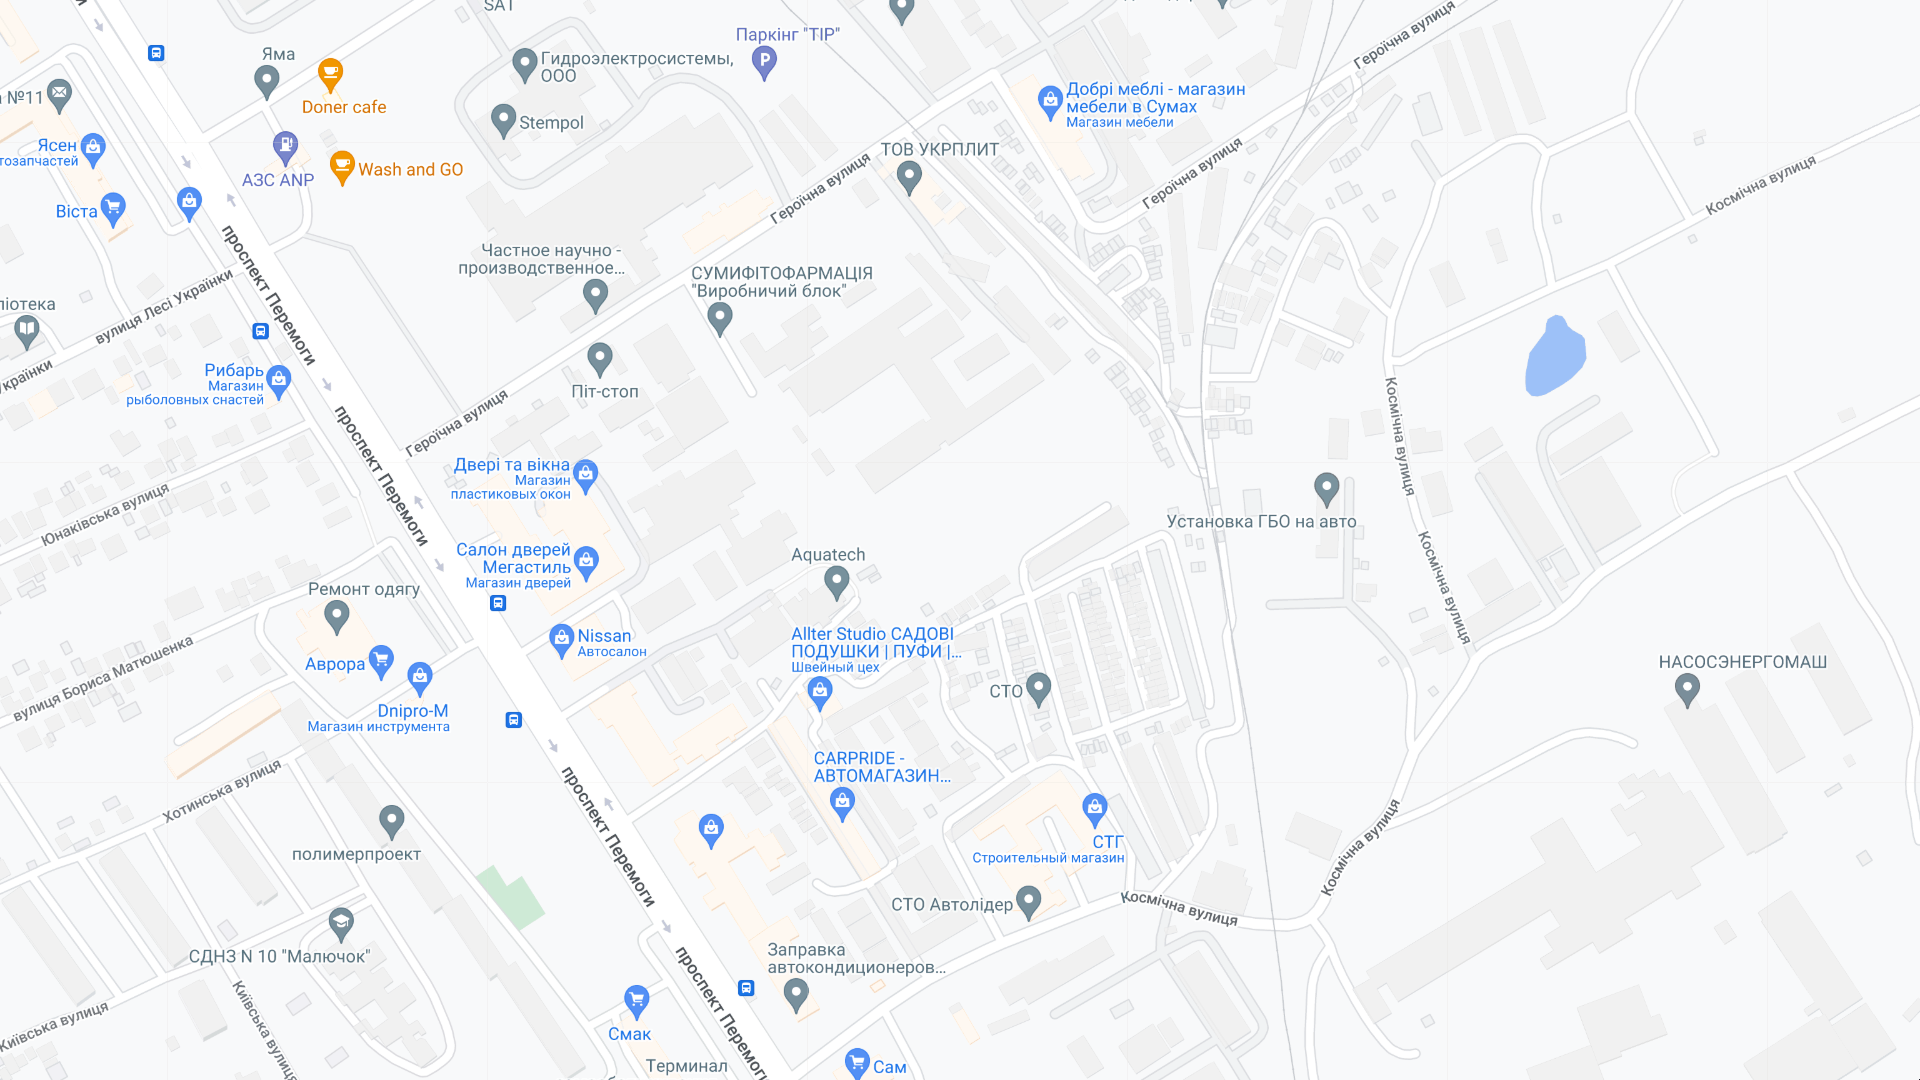 SAT
Яма
Doner cafe
Гидроэлектросистемы,
ООО
Паркінг "TIP"
Stempol
№11
Ясен
Віста
АЗС ANP
Wash and GO
Добрі меблі - магазин
мебели в Сумах
Магазин мебели
ТОВ УКРПЛИТ
Героїчна вулиця
Героїчна вулиця
Героїчна вулиця
Космічна вулиця
проспект Перемоги
вулиця Лесі Українки
Частное научно -
производственное...
СУМИФІТОФАРМАЦІЯ
"Виробничий блок"
Рибарь
Магазин
рыболовных снастей
Піт-стоп
Героїчна вулиця
проспект Перемоги
Космічна вулиця
Двері та вікна
Магазин
пластиковых окон
Юнаківська вулиця
Установка ГБО на авто
Салон дверей
Мегастиль
Магазин дверей
Aquatech
Космічна вулиця
Ремонт одягу
Nissan
Автосалон
Allter Studio САДОВІ
ПОДУШКИ | ПУФИ |...
Швейный цех
Аврора
вулиця Бориса Матюшенка
Dnipro-M
Магазин инструмента
СТО
НАСОСЭНЕРГОМАШ
CARPRIDE -
АВТОМАГАЗИН...
Хотинська вулиця
проспект Перемоги
полимерпроект
СТГ
Строительный магазин
Космічна вулиця
Космічна вулиця
СТО Автолідер
СДНЗ N 10 "Малючок"
Заправка
автокондиционеров...
проспект Перемоги
Київська вулиця
Київська вулиця
Смак
Терминал
Сам